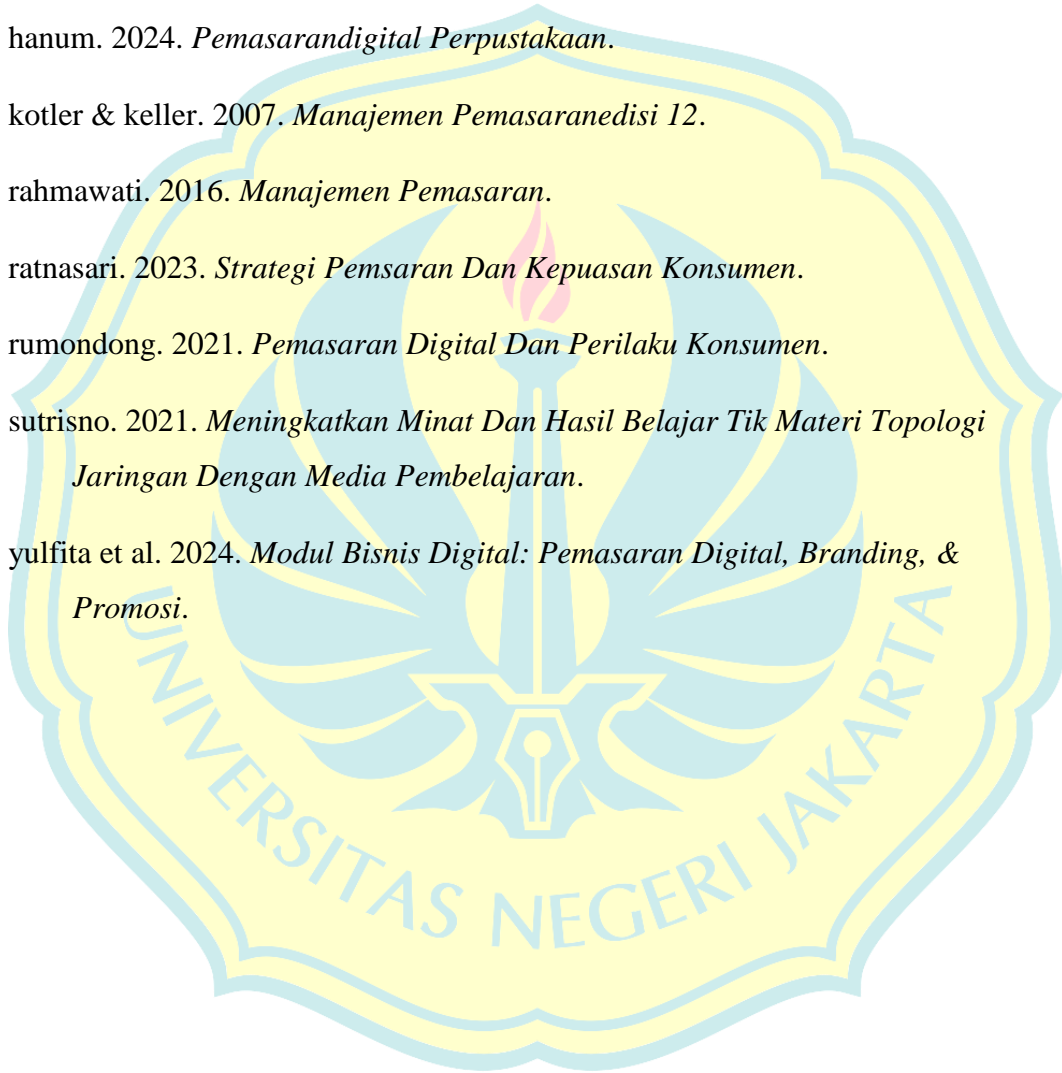 hanum. 2024. Pemasarandigital Perpustakaan.
kotler & keller. 2007. Manajemen Pemasaranedisi 12.
rahmawati. 2016. Manajemen Pemasaran.
ratnasari. 2023. Strategi Pemsaran Dan Kepuasan Konsumen.
rumondong. 2021. Pemasaran Digital Dan Perilaku Konsumen.
sutrisno. 2021. Meningkatkan Minat Dan Hasil Belajar Tik Materi Topologi
Jaringan Dengan Media Pembelajaran.
yulfita et al. 2024. Modul Bisnis Digital: Pemasaran Digital, Branding, &
Promosi.
UNIVERSITAS NEGERI JAKARTA